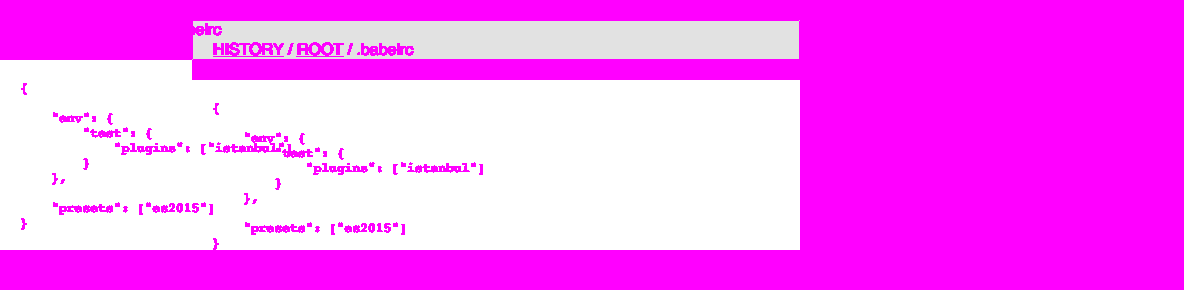 elrc
HISTORY / ROOT / .babelrc
{
"env": {
"test": {
"plugins": ["istanbul"]
}
},
"presets": ["es2015"]
}
{
"env": {
"test": {
"plugins": ["istanbul"]
}
},
"presets": ["es2015"]
}